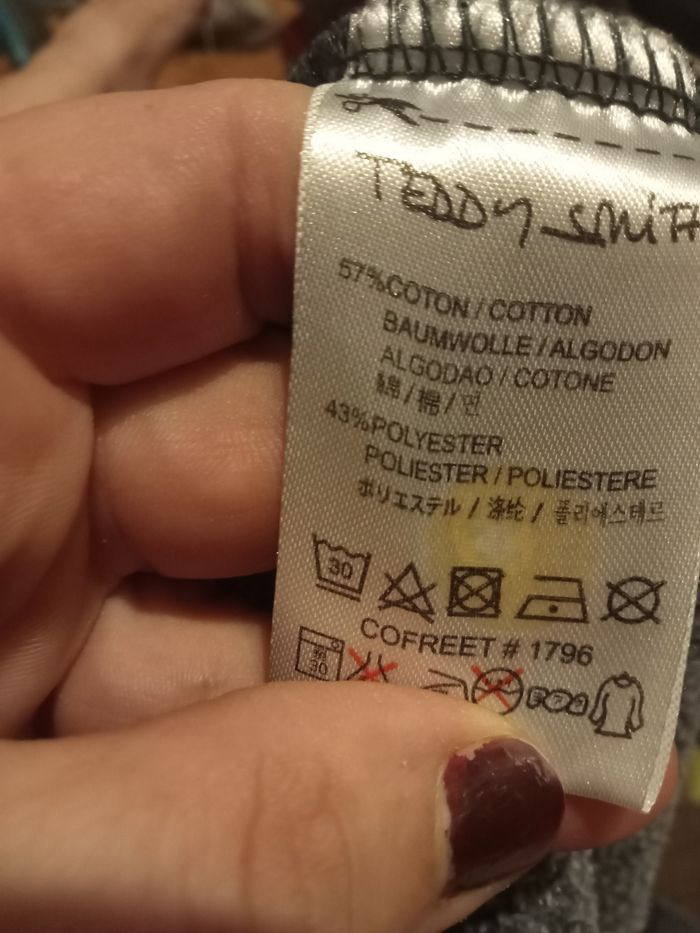 TEDDY SMITH
57%COTON / COTTON
BAUMWOLLE / ALGODON
ALGODAO / COTONE
綿 / 棉 / 면
43%POLYESTER
POLIESTER / POLIESTERE
ポリエステル / 涤纶 / 폴리에스테르
30
COFREET # 1796
30